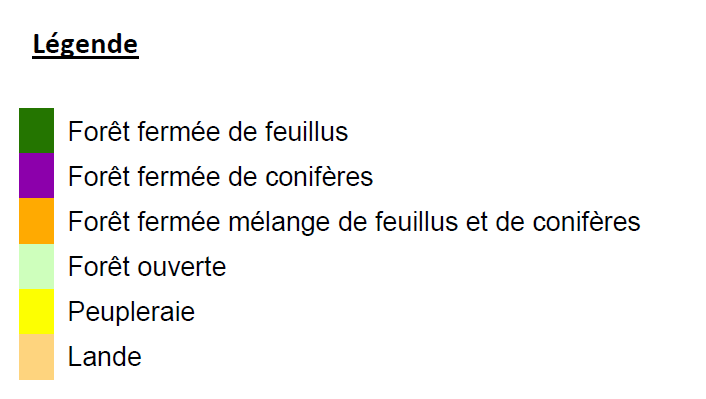 Légende
Forêt fermée de feuillus
Forêt fermée de conifères
Forêt fermée mélange de feuillus et de conifères
Forêt ouverte
Peupleraie
Lande